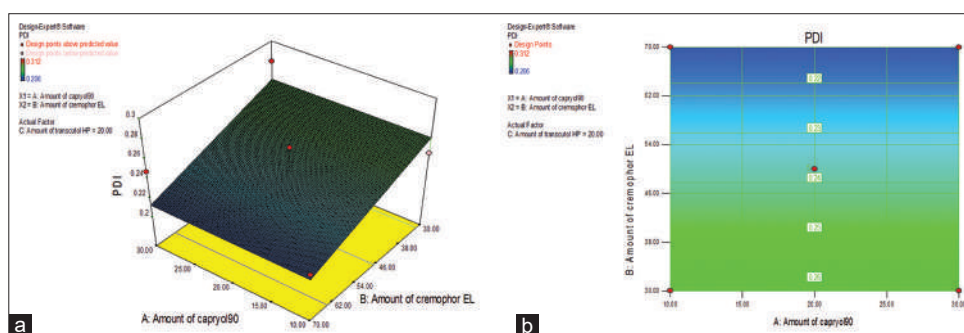 Design-Expert® Software
PDI
Design points above predicted value
Design points below predicted value
0.312
0.206
X1 = A: Amount of capryol90
X2 = B: Amount of cremophor EL
Actual Factor
C: Amount of transcutol HP = 20.00
0.3
0.28
0.26
0.24
0.22
0.2
PDI
30.00
25.00
20.00
15.00
10.00
70.00
62.00
54.00
46.00
38.00
30.00
A: Amount of capryol90
B: Amount of cremophor EL
a
b
Design-Expert® Software
PDI
Design Points
0.312
0.206
X1 = A: Amount of capryol90
X2 = B: Amount of cremophor EL
Actual Factor
C: Amount of transcutol HP = 20.00
PDI
70.00
62.00
54.00
46.00
38.00
30.00
B: Amount of cremophor EL
10.00
15.00
20.00
25.00
30.00
A: Amount of capryol90